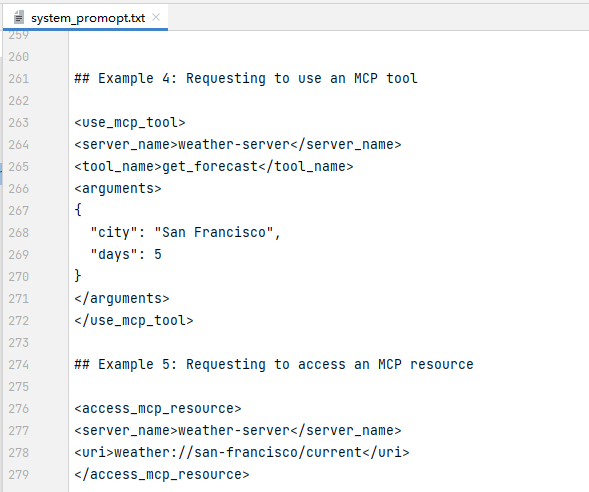 system_promopt.txt
259
260
261 ## Example 4: Requesting to use an MCP tool
262
263 <use_mcp_tool>
264 <server_name>weather-server</server_name>
265 <tool_name>get_forecast</tool_name>
266 <arguments>
267 {
268   "city": "San Francisco",
269   "days": 5
270 }
271 </arguments>
272 </use_mcp_tool>
273
274 ## Example 5: Requesting to access an MCP resource
275
276 <access_mcp_resource>
277 <server_name>weather-server</server_name>
278 <uri>weather://san-francisco/current</uri>
279 </access_mcp_resource>